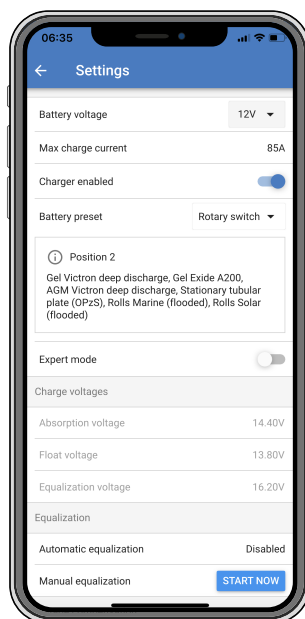 06:35
Settings
Battery voltage 12V
Max charge current 85A
Charger enabled
Battery preset Rotary switch
Position 2
Gel Victron deep discharge, Gel Exide A200,
AGM Victron deep discharge, Stationary tubular
plate (OPzS), Rolls Marine (flooded), Rolls Solar
(flooded)
Expert mode
Charge voltages
Absorption voltage 14.40V
Float voltage 13.80V
Equalization voltage 16.20V
Equalization
Automatic equalization Disabled
Manual equalization START NOW